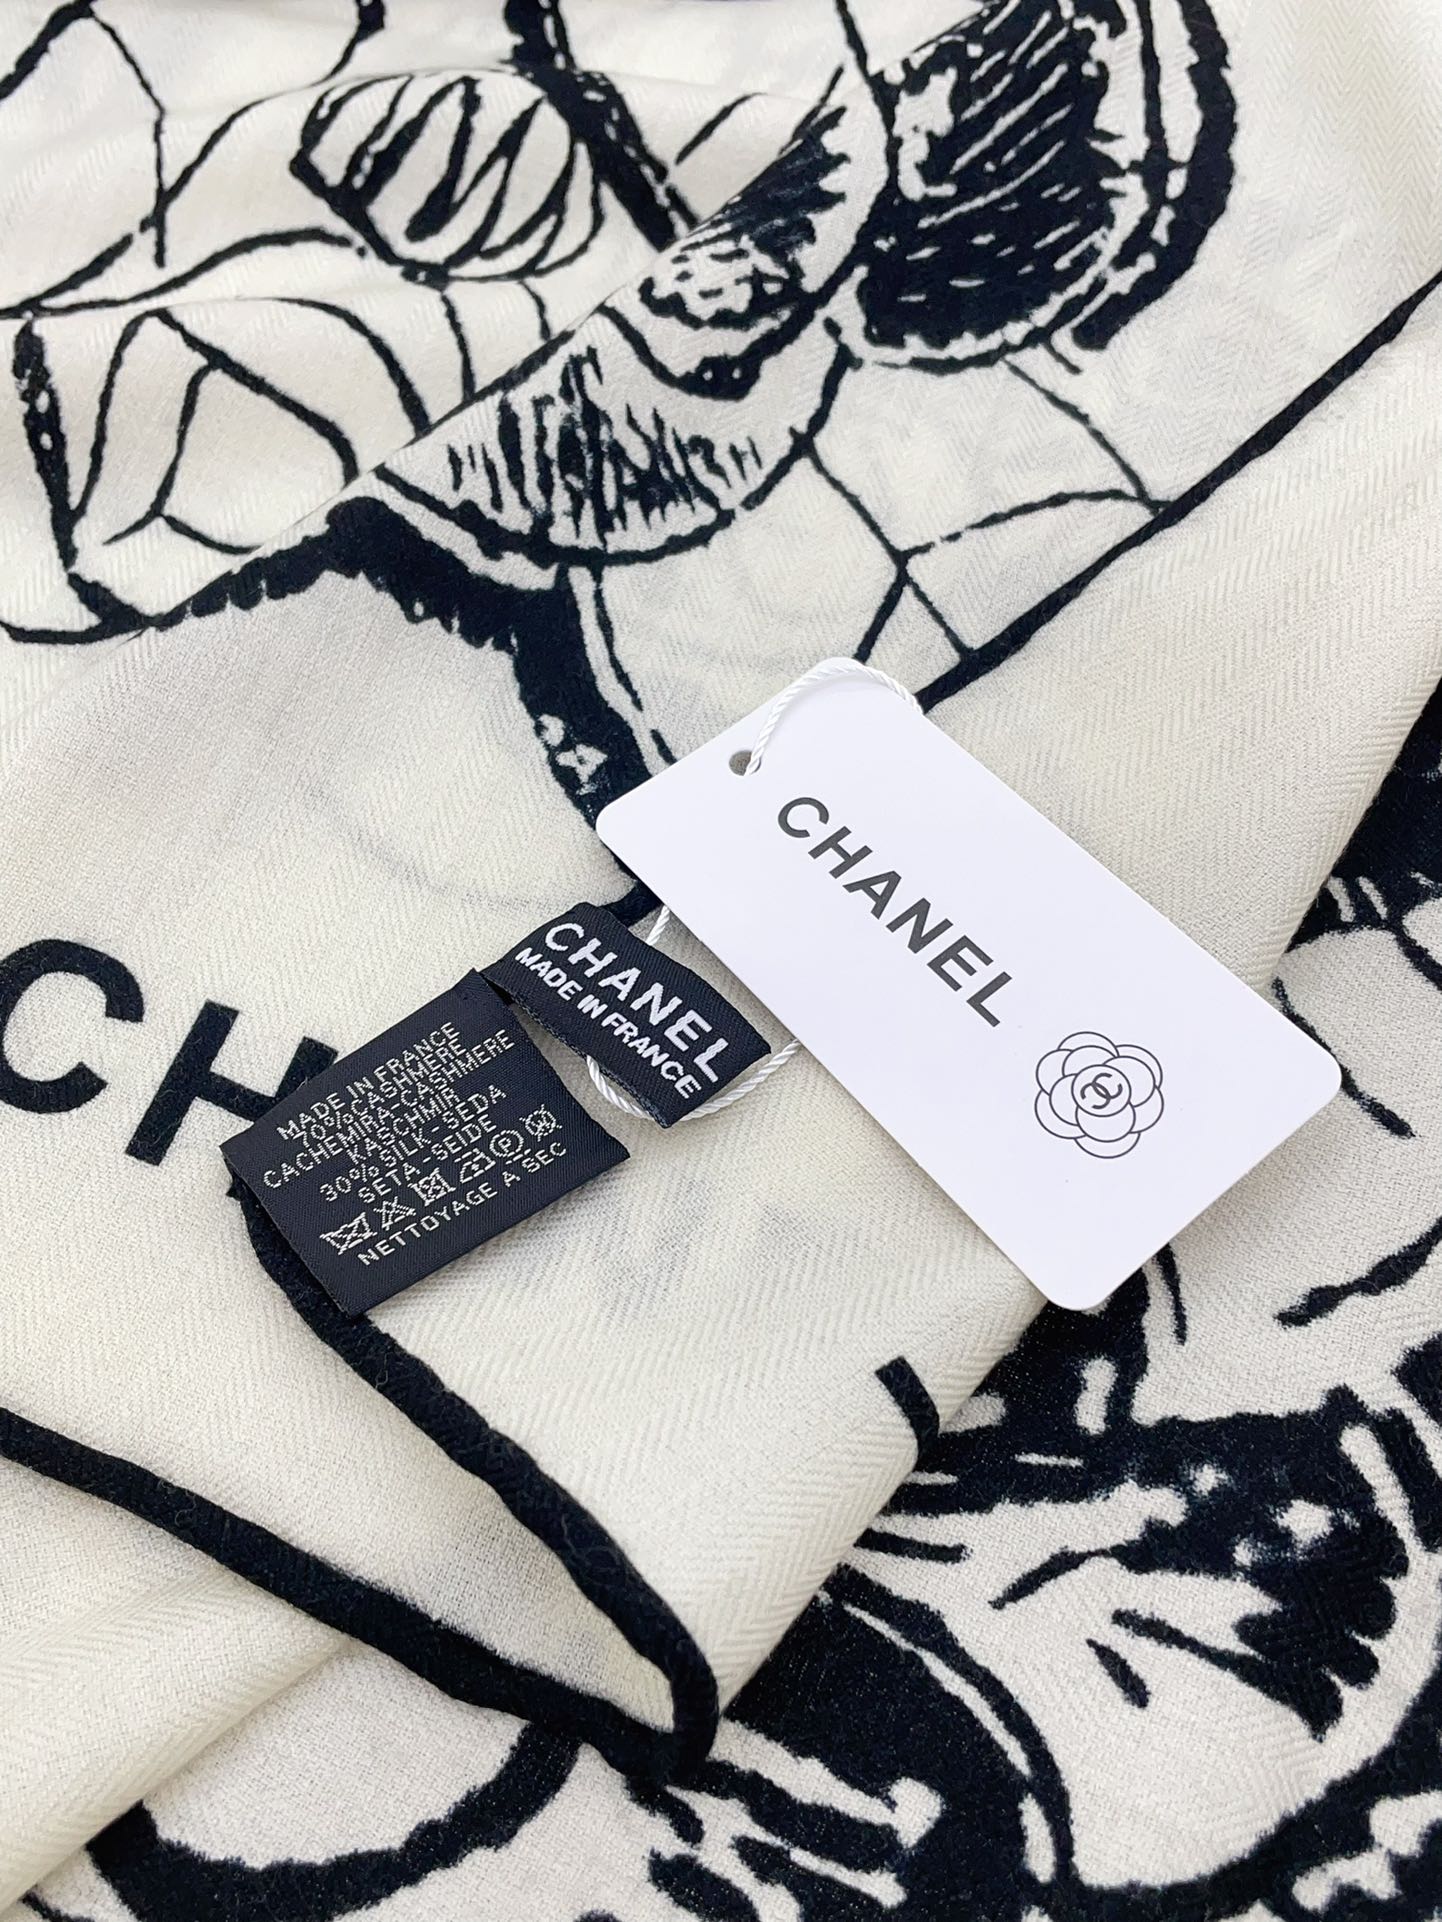 CHANEL
CHANEL
MADE IN FRANCE
MADE IN FRANCE
70%CASHMERE
CACHEMIRA-CASHMERE
KASCHMIR
30% SILK-SEDA
SETA-SEIDE
P
NETTOYAGE A SEC
CH